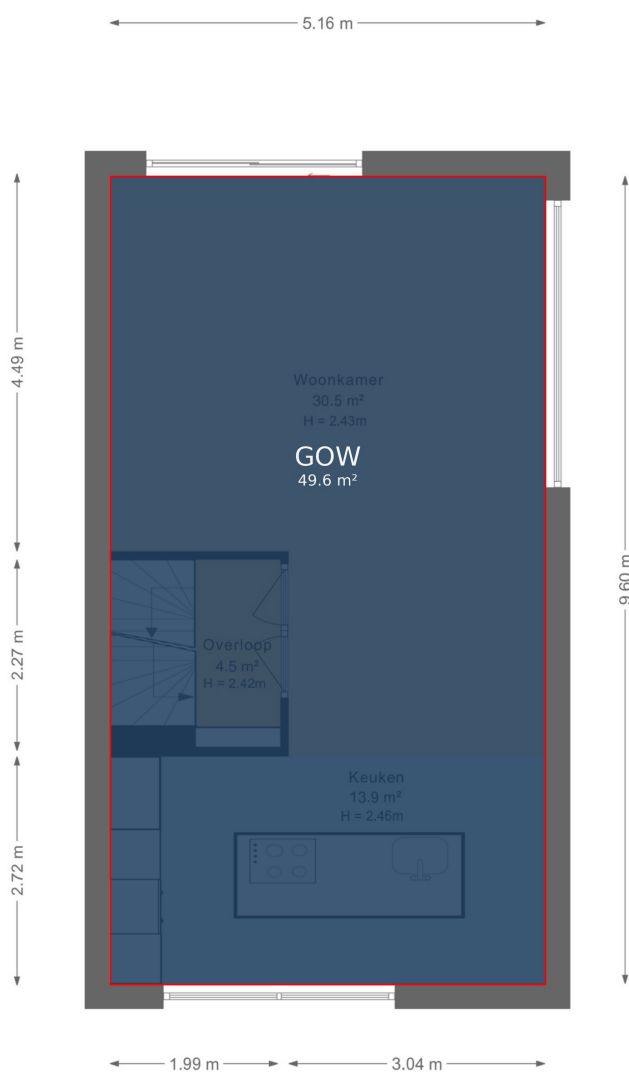 5.16 m
4.49 m
Woonkamer
30.5 m²
H = 2.43m
GOW
49.6 m²
9.60 m
2.27 m
Overloop
4.5 m²
H = 2.42m
Keuken
13.9 m²
H = 2.46m
2.72 m
1.99 m
3.04 m